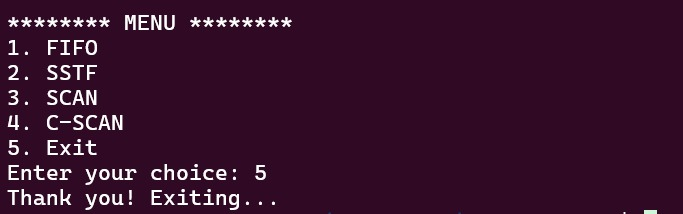 ******** MENU ********
1. FIFO
2. SSTF
3. SCAN
4. C-SCAN
5. Exit
Enter your choice: 5
Thank you! Exiting...